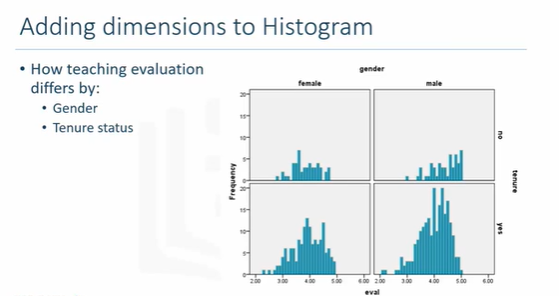 Adding dimensions to Histogram
• How teaching evaluation
differs by:
• Gender
• Tenure status
gender
female
male
20
15
10
5
0
no
Frequency
tenure
20
15
10
5
0
yes
2.00 3.00 4.00 5.00 6.00 2.00 3.00 4.00 5.00 6.00
eval